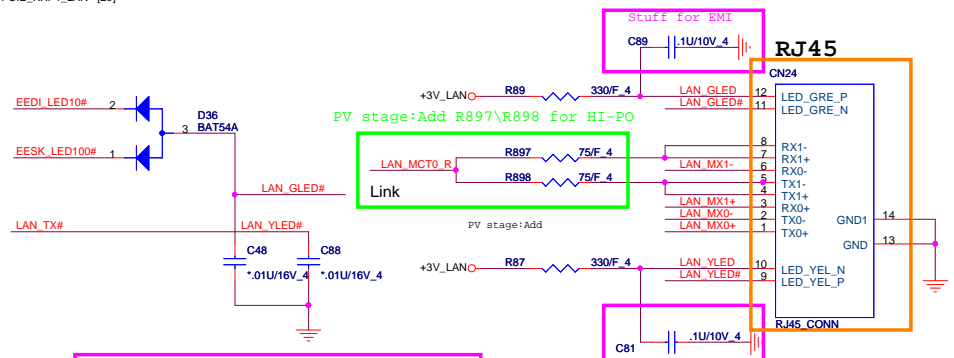 Stuff for EMI
C89
.1U/10V_4
RJ45
CN24
+3V_LAN
R89
330/F_4
LAN_GLED
12
LED_GRE_P
LAN_GLED#
11
LED_GRE_N
EEDI_LED10#
2
D36
BAT54A
3
EESK_LED100#
1
PV stage:Add R897\R898 for HI-PO
LAN_MCT0_R
R897
75/F_4
R898
75/F_4
Link
8
RX1-
7
RX1+
LAN_MX1-
6
RX0-
5
TX1-
4
TX1+
LAN_MX1+
3
RX0+
LAN_MX0-
2
TX0-
LAN_MX0+
1
TX0+
GND1
14
GND
13
LAN_GLED#
LAN_TX#
LAN_YLED#
PV stage:Add
C48
*.01U/16V_4
C88
*.01U/16V_4
+3V_LAN
R87
330/F_4
LAN_YLED
10
LED_YEL_N
LAN_YLED#
9
LED_YEL_P
RJ45_CONN
C81
.1U/10V_4